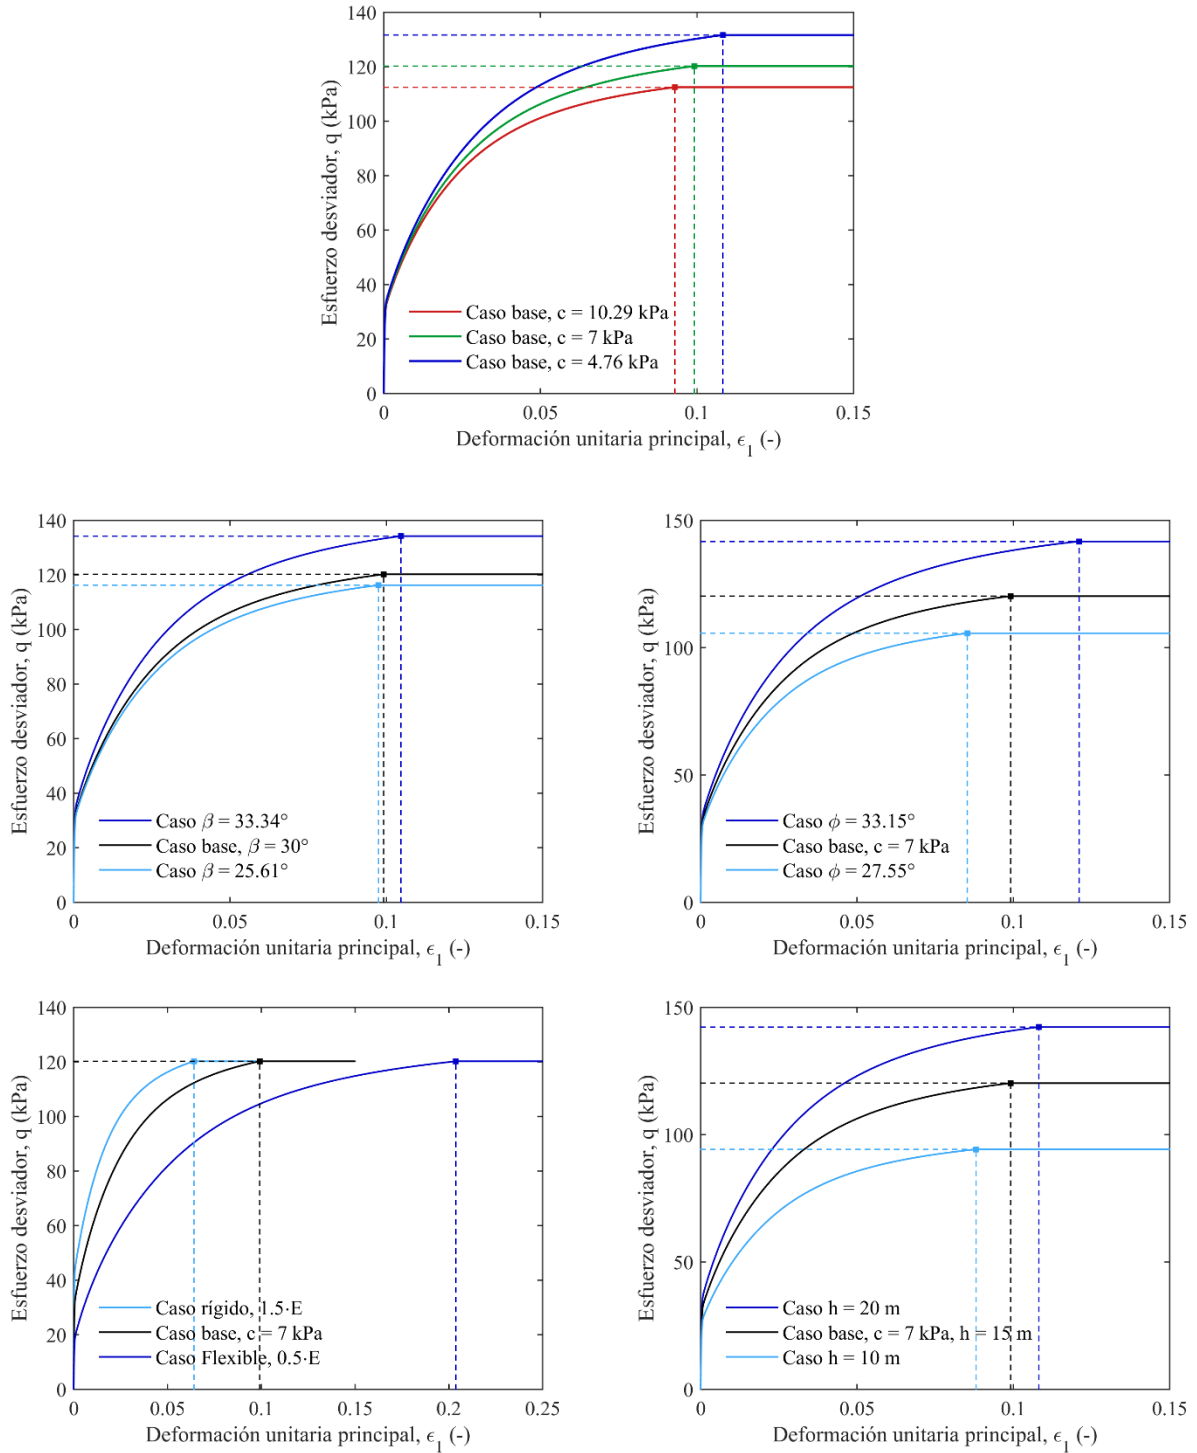 140
120
100
80
60
40
20
0
Esfuerzo desviador, q (kPa)
Caso base, c = 10.29 kPa
Caso base, c = 7 kPa
Caso base, c = 4.76 kPa
0 0.05 0.1 0.15
Deformación unitaria principal, ϵ₁ (-)
140
120
100
80
60
40
20
0
Esfuerzo desviador, q (kPa)
Caso β = 33.34°
Caso base, β = 30°
Caso β = 25.61°
0 0.05 0.1 0.15
Deformación unitaria principal, ϵ₁ (-)
150
100
50
0
Esfuerzo desviador, q (kPa)
Caso ϕ = 33.15°
Caso base, c = 7 kPa
Caso ϕ = 27.55°
0 0.05 0.1 0.15
Deformación unitaria principal, ϵ₁ (-)
140
120
100
80
60
40
20
0
Esfuerzo desviador, q (kPa)
Caso rígido, 1.5·E
Caso base, c = 7 kPa
Caso Flexible, 0.5·E
0 0.05 0.1 0.15 0.2 0.25
Deformación unitaria principal, ϵ₁ (-)
150
100
50
0
Esfuerzo desviador, q (kPa)
Caso h = 20 m
Caso base, c = 7 kPa, h = 15 m
Caso h = 10 m
0 0.05 0.1 0.15
Deformación unitaria principal, ϵ₁ (-)